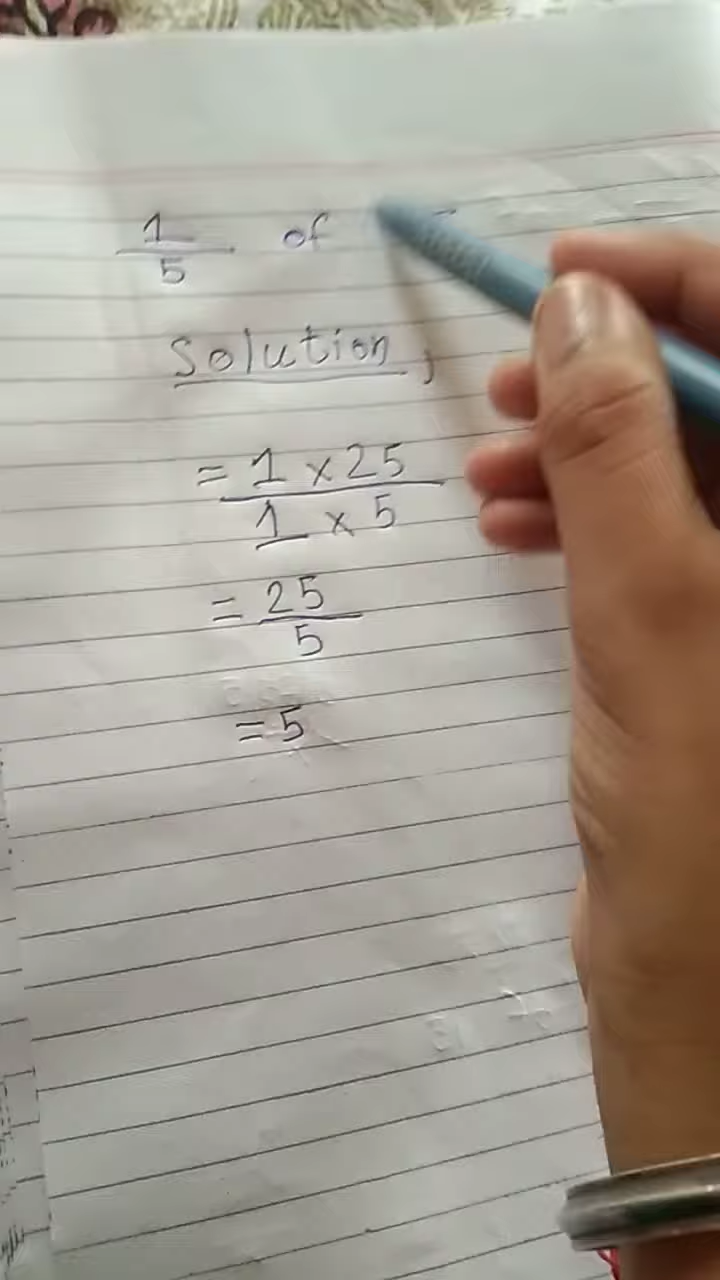 1/5 of
Solution,
= 1 × 25
1 × 5
= 25
5
= 5